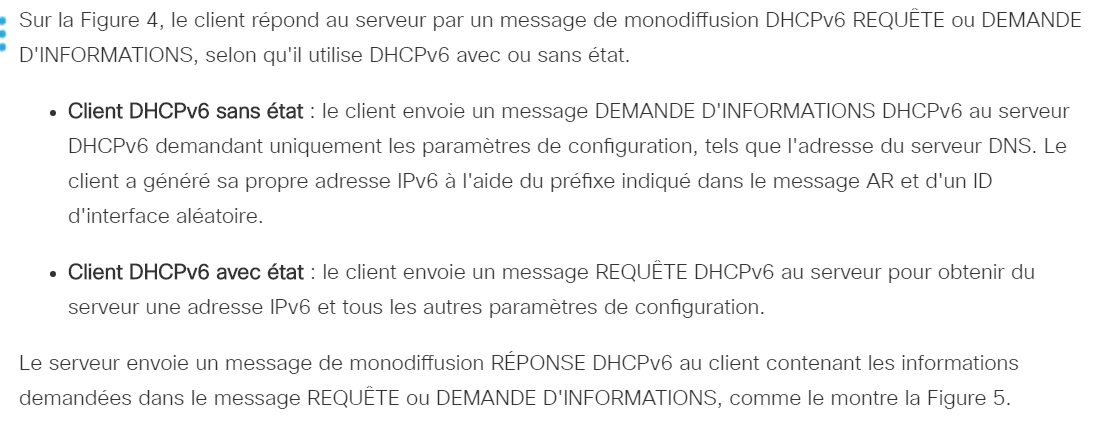 Sur la Figure 4, le client répond au serveur par un message de monodiffusion DHCPv6 REQUÊTE ou DEMANDE
D'INFORMATIONS, selon qu'il utilise DHCPv6 avec ou sans état.
• Client DHCPv6 sans état : le client envoie un message DEMANDE D'INFORMATIONS DHCPv6 au serveur
DHCPv6 demandant uniquement les paramètres de configuration, tels que l'adresse du serveur DNS. Le
client a généré sa propre adresse IPv6 à l'aide du préfixe indiqué dans le message AR et d'un ID
d'interface aléatoire.
• Client DHCPv6 avec état : le client envoie un message REQUÊTE DHCPv6 au serveur pour obtenir du
serveur une adresse IPv6 et tous les autres paramètres de configuration.
Le serveur envoie un message de monodiffusion RÉPONSE DHCPv6 au client contenant les informations
demandées dans le message REQUÊTE ou DEMANDE D'INFORMATIONS, comme le montre la Figure 5.